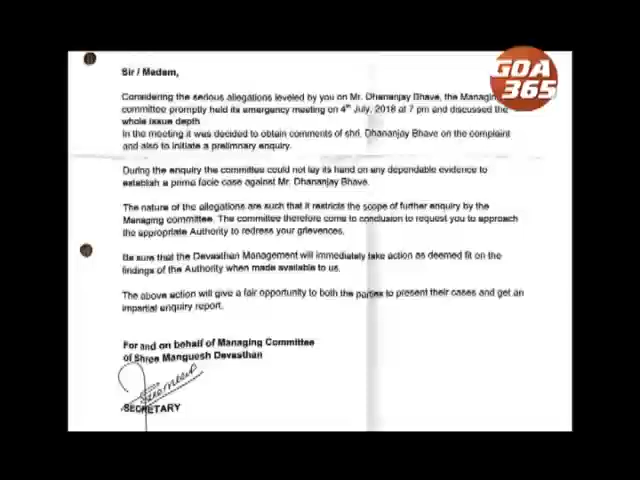 GOA
365
Sir / Madam,
Considering the serious allegations leveled by you on Mr. Dhananjay Bhave, the Managing
committee promptly held its emergency meeting on 4th July, 2018 at 7 pm and discussed the
whole issue depth
In the meeting it was decided to obtain comments of shri. Dhananjay Bhave on the complaint
and also to initiate a prelimnary enquiry.
During the enquiry the committee could not lay its hand on any dependable evidence to
establish a prima facie case against Mr. Dhananjay Bhave.
The nature of the allegations are such that it restricts the scope of further enquiry by the
Managing committee. The committee therefore come to conclusion to request you to approach
the appropriate Authority to redress your grievences.
Be sure that the Devasthan Management will immediately take action as deemed fit on the
findings of the Authority when made available to us.
The above action will give a fair opportunity to both the parties to present their cases and get an
impartial enquiry report.
For and on behalf of Managing Committee
of Shree Manguesh Devasthan
SECRETARY